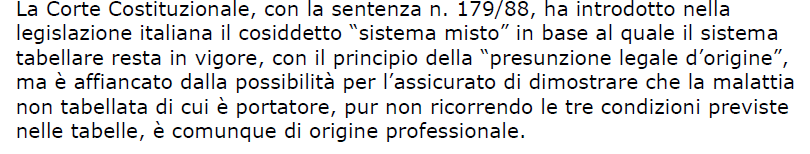 La Corte Costituzionale, con la sentenza n. 179/88, ha introdotto nella
legislazione italiana il cosiddetto “sistema misto” in base al quale il sistema
tabellare resta in vigore, con il principio della “presunzione legale d’origine”,
ma è affiancato dalla possibilità per l’assicurato di dimostrare che la malattia
non tabellata di cui è portatore, pur non ricorrendo le tre condizioni previste
nelle tabelle, è comunque di origine professionale.